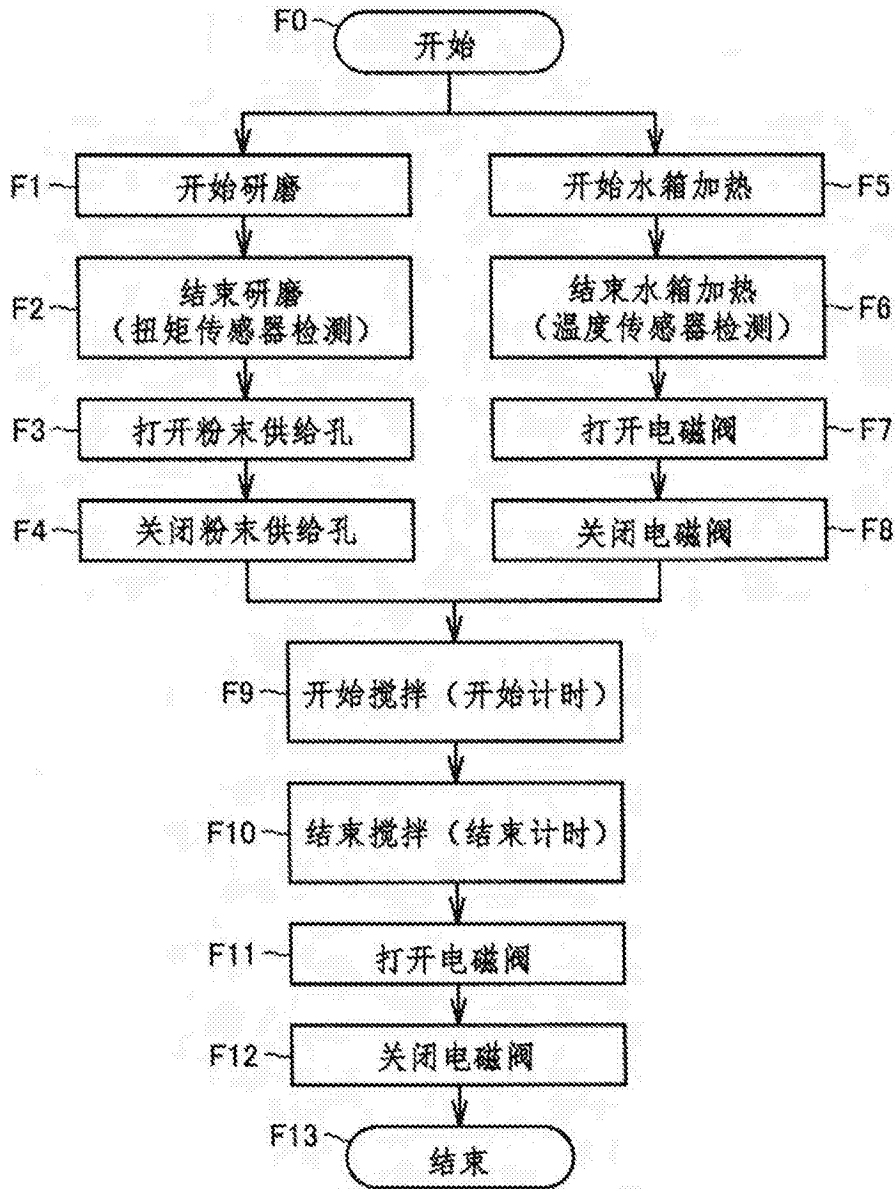 F0
开始
F1
开始研磨
F5
开始水箱加热
F2
结束研磨
(扭矩传感器检测)
F6
结束水箱加热
(温度传感器检测)
F3
打开粉末供给孔
F7
打开电磁阀
F4
关闭粉末供给孔
F8
关闭电磁阀
F9
开始搅拌(开始计时)
F10
结束搅拌(结束计时)
F11
打开电磁阀
F12
关闭电磁阀
F13
结束